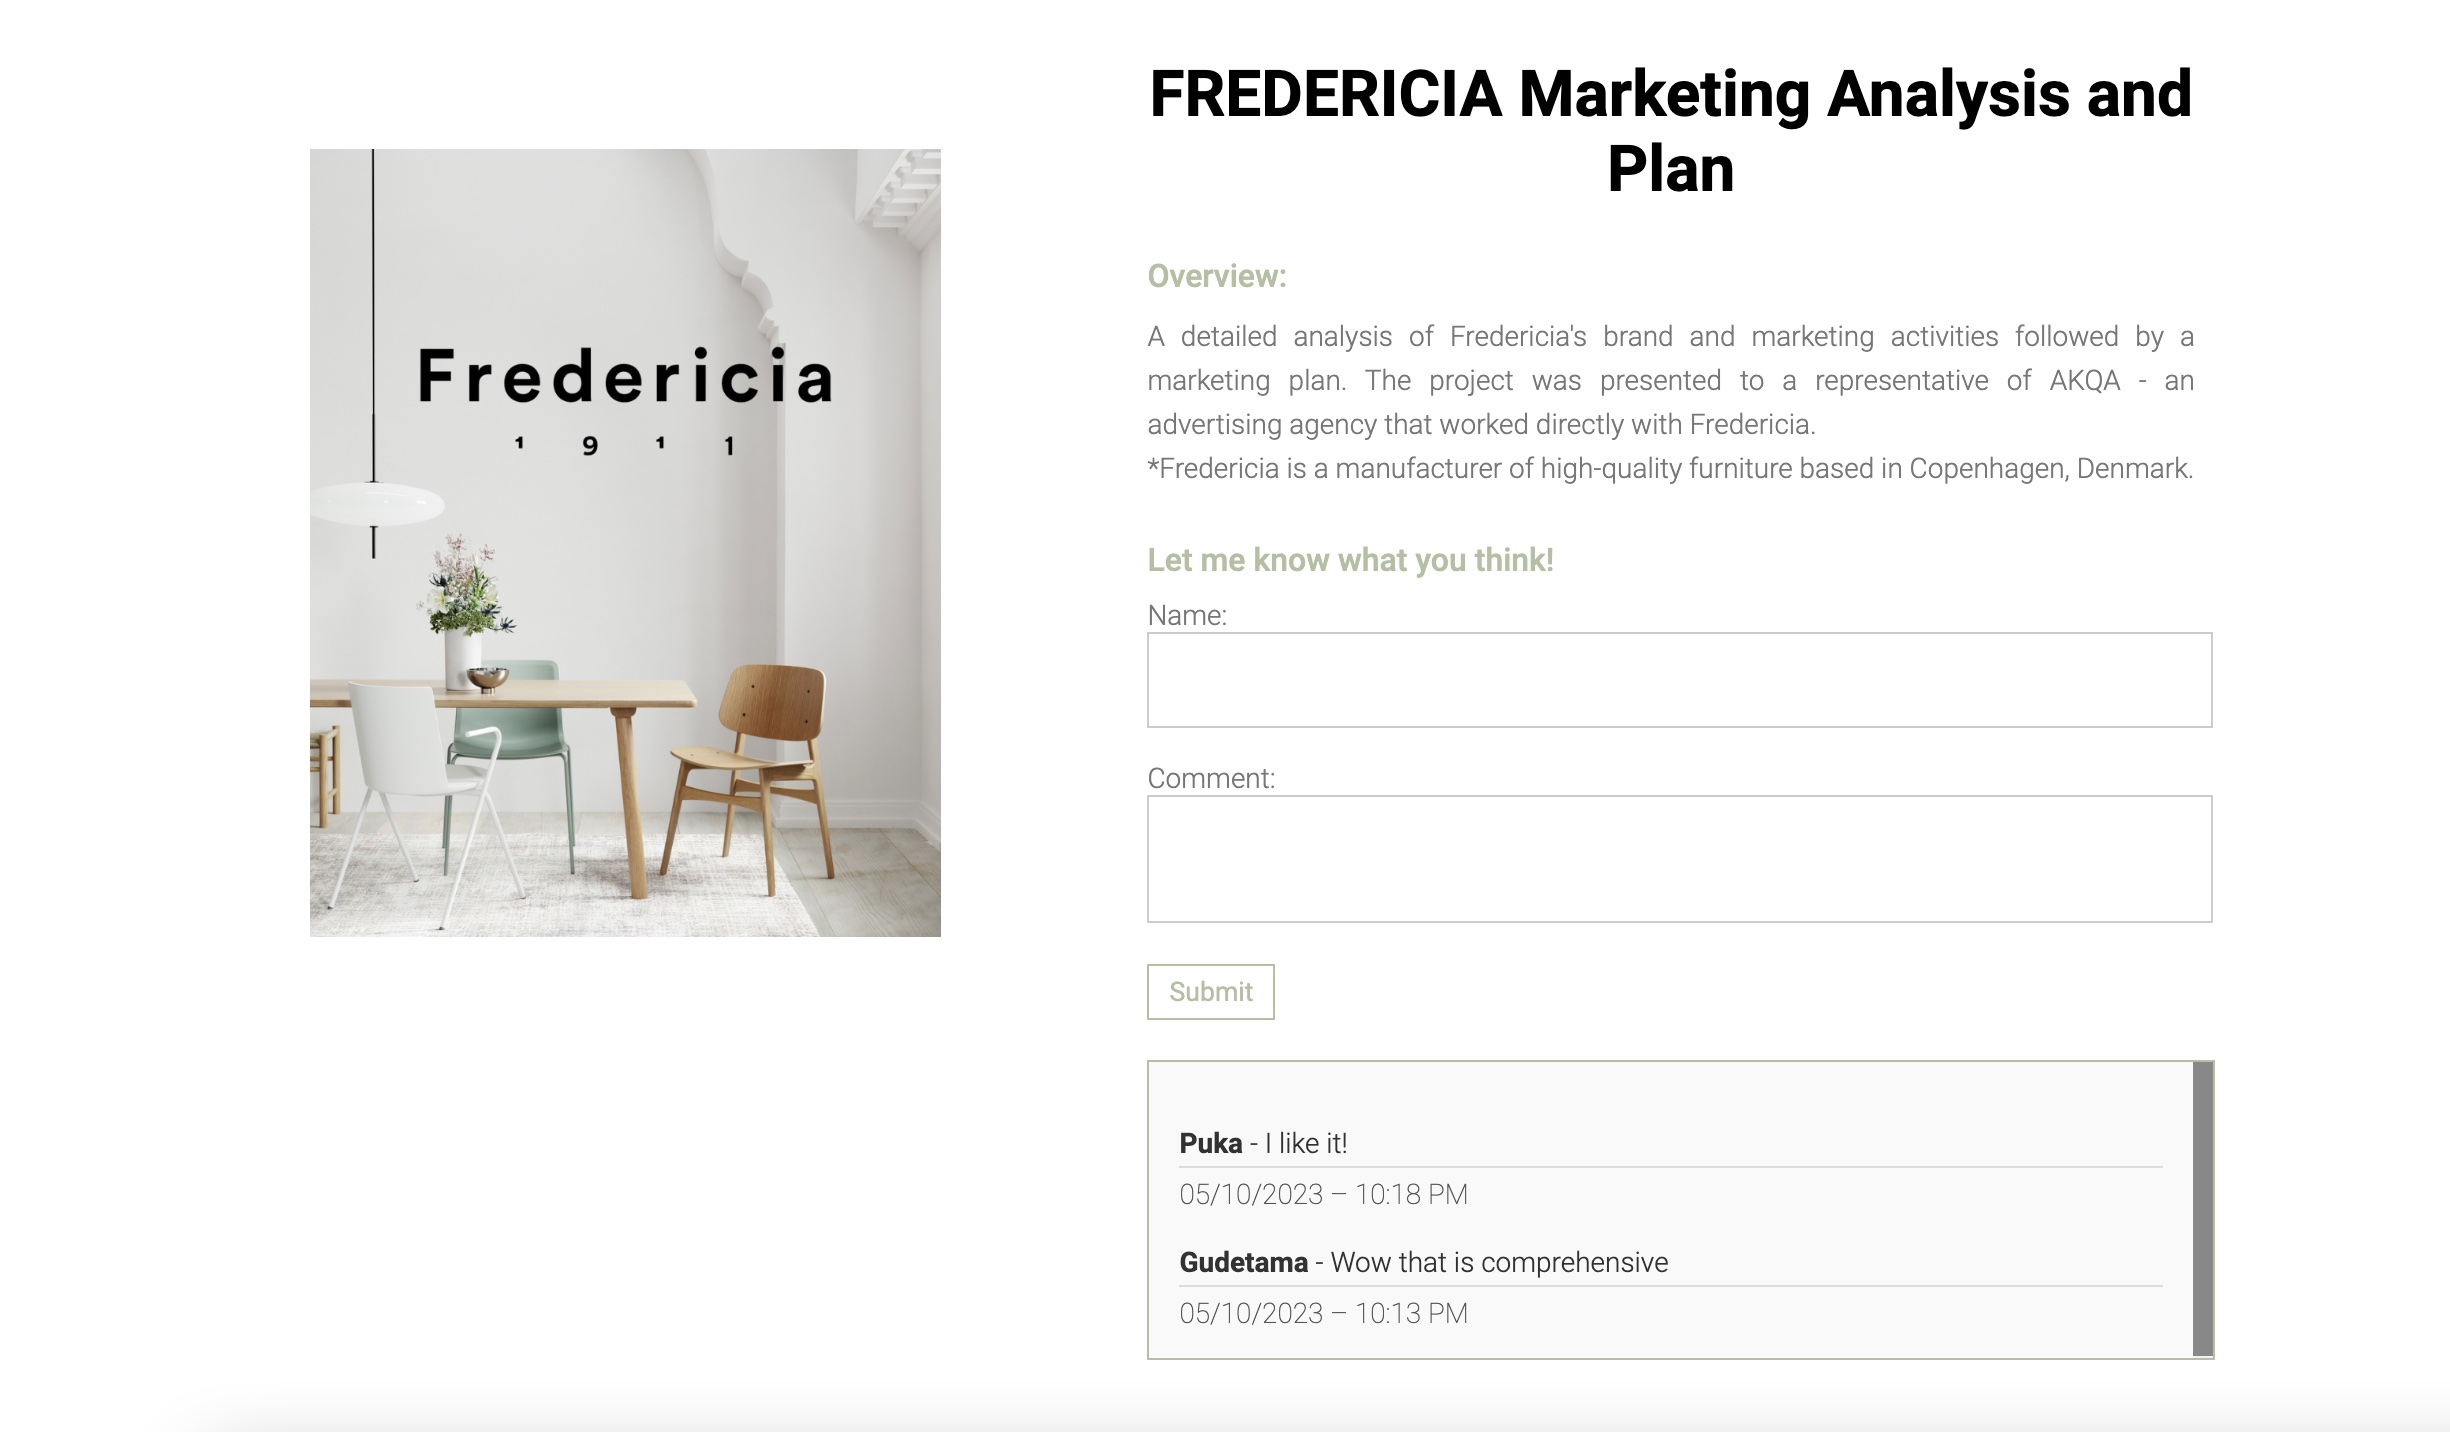 Fredericia
1 9 1 1
FREDERICIA Marketing Analysis and
Plan
Overview:
A detailed analysis of Fredericia's brand and marketing activities followed by a
marketing plan. The project was presented to a representative of AKQA - an
advertising agency that worked directly with Fredericia.
*Fredericia is a manufacturer of high-quality furniture based in Copenhagen, Denmark.
Let me know what you think!
Name:
Comment:
Submit
Puka - I like it!
05/10/2023 – 10:18 PM
Gudetama - Wow that is comprehensive
05/10/2023 – 10:13 PM